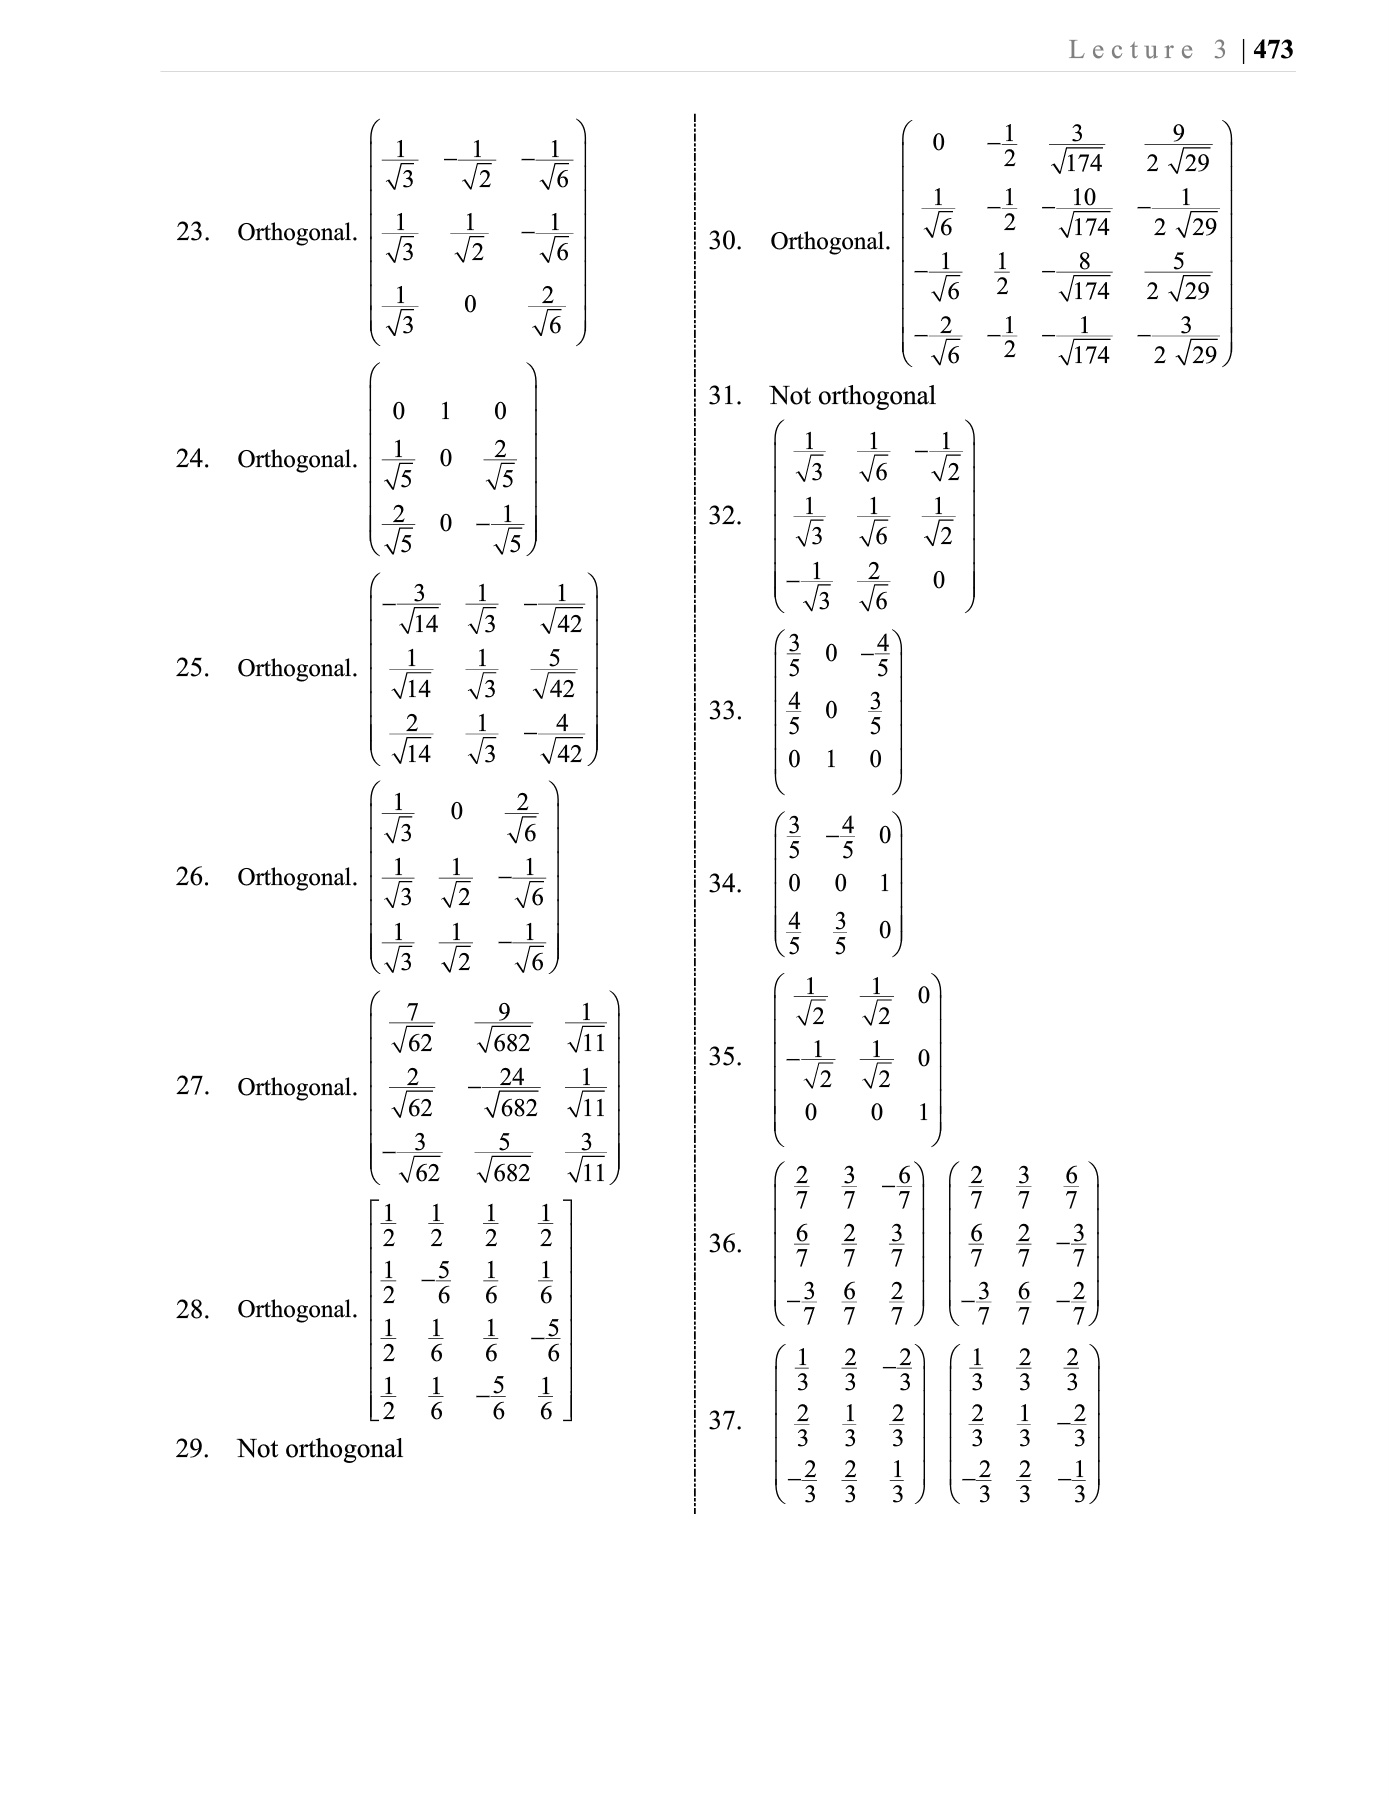 Lecture 3 | 473
23. Orthogonal. \begin{pmatrix} \frac{1}{\sqrt{3}} & -\frac{1}{\sqrt{2}} & -\frac{1}{\sqrt{6}} \\ \frac{1}{\sqrt{3}} & \frac{1}{\sqrt{2}} & -\frac{1}{\sqrt{6}} \\ \frac{1}{\sqrt{3}} & 0 & \frac{2}{\sqrt{6}} \end{pmatrix}
24. Orthogonal. \begin{pmatrix} 0 & 1 & 0 \\ \frac{1}{\sqrt{5}} & 0 & \frac{2}{\sqrt{5}} \\ \frac{2}{\sqrt{5}} & 0 & -\frac{1}{\sqrt{5}} \end{pmatrix}
25. Orthogonal. \begin{pmatrix} -\frac{3}{\sqrt{14}} & \frac{1}{\sqrt{3}} & -\frac{1}{\sqrt{42}} \\ \frac{1}{\sqrt{14}} & \frac{1}{\sqrt{3}} & \frac{5}{\sqrt{42}} \\ \frac{2}{\sqrt{14}} & \frac{1}{\sqrt{3}} & -\frac{4}{\sqrt{42}} \end{pmatrix}
26. Orthogonal. \begin{pmatrix} \frac{1}{\sqrt{3}} & 0 & \frac{2}{\sqrt{6}} \\ \frac{1}{\sqrt{3}} & \frac{1}{\sqrt{2}} & -\frac{1}{\sqrt{6}} \\ \frac{1}{\sqrt{3}} & \frac{1}{\sqrt{2}} & -\frac{1}{\sqrt{6}} \end{pmatrix}
27. Orthogonal. \begin{pmatrix} \frac{7}{\sqrt{62}} & \frac{9}{\sqrt{682}} & \frac{1}{\sqrt{11}} \\ \frac{2}{\sqrt{62}} & -\frac{24}{\sqrt{682}} & \frac{1}{\sqrt{11}} \\ -\frac{3}{\sqrt{62}} & \frac{5}{\sqrt{682}} & \frac{3}{\sqrt{11}} \end{pmatrix}
28. Orthogonal. \begin{bmatrix} \frac{1}{2} & \frac{1}{2} & \frac{1}{2} & \frac{1}{2} \\ \frac{1}{2} & -\frac{5}{6} & \frac{1}{6} & \frac{1}{6} \\ \frac{1}{2} & \frac{1}{6} & \frac{1}{6} & -\frac{5}{6} \\ \frac{1}{2} & \frac{1}{6} & -\frac{5}{6} & \frac{1}{6} \end{bmatrix}
29. Not orthogonal
30. Orthogonal. \begin{pmatrix} 0 & -\frac{1}{2} & \frac{3}{\sqrt{174}} & \frac{9}{2\sqrt{29}} \\ \frac{1}{\sqrt{6}} & -\frac{1}{2} & -\frac{10}{\sqrt{174}} & -\frac{1}{2\sqrt{29}} \\ -\frac{1}{\sqrt{6}} & \frac{1}{2} & -\frac{8}{\sqrt{174}} & \frac{5}{2\sqrt{29}} \\ -\frac{2}{\sqrt{6}} & -\frac{1}{2} & -\frac{1}{\sqrt{174}} & -\frac{3}{2\sqrt{29}} \end{pmatrix}
31. Not orthogonal
32. \begin{pmatrix} \frac{1}{\sqrt{3}} & \frac{1}{\sqrt{6}} & -\frac{1}{\sqrt{2}} \\ \frac{1}{\sqrt{3}} & \frac{1}{\sqrt{6}} & \frac{1}{\sqrt{2}} \\ -\frac{1}{\sqrt{3}} & \frac{2}{\sqrt{6}} & 0 \end{pmatrix}
33. \begin{pmatrix} \frac{3}{5} & 0 & -\frac{4}{5} \\ \frac{4}{5} & 0 & \frac{3}{5} \\ 0 & 1 & 0 \end{pmatrix}
34. \begin{pmatrix} \frac{3}{5} & -\frac{4}{5} & 0 \\ 0 & 0 & 1 \\ \frac{4}{5} & \frac{3}{5} & 0 \end{pmatrix}
35. \begin{pmatrix} \frac{1}{\sqrt{2}} & \frac{1}{\sqrt{2}} & 0 \\ -\frac{1}{\sqrt{2}} & \frac{1}{\sqrt{2}} & 0 \\ 0 & 0 & 1 \end{pmatrix}
36. \begin{pmatrix} \frac{2}{7} & \frac{3}{7} & -\frac{6}{7} \\ \frac{6}{7} & \frac{2}{7} & \frac{3}{7} \\ -\frac{3}{7} & \frac{6}{7} & \frac{2}{7} \end{pmatrix} \begin{pmatrix} \frac{2}{7} & \frac{3}{7} & \frac{6}{7} \\ \frac{6}{7} & \frac{2}{7} & -\frac{3}{7} \\ -\frac{3}{7} & \frac{6}{7} & -\frac{2}{7} \end{pmatrix}
37. \begin{pmatrix} \frac{1}{3} & \frac{2}{3} & -\frac{2}{3} \\ \frac{2}{3} & \frac{1}{3} & \frac{2}{3} \\ -\frac{2}{3} & \frac{2}{3} & \frac{1}{3} \end{pmatrix} \begin{pmatrix} \frac{1}{3} & \frac{2}{3} & \frac{2}{3} \\ \frac{2}{3} & \frac{1}{3} & -\frac{2}{3} \\ -\frac{2}{3} & \frac{2}{3} & -\frac{1}{3} \end{pmatrix}